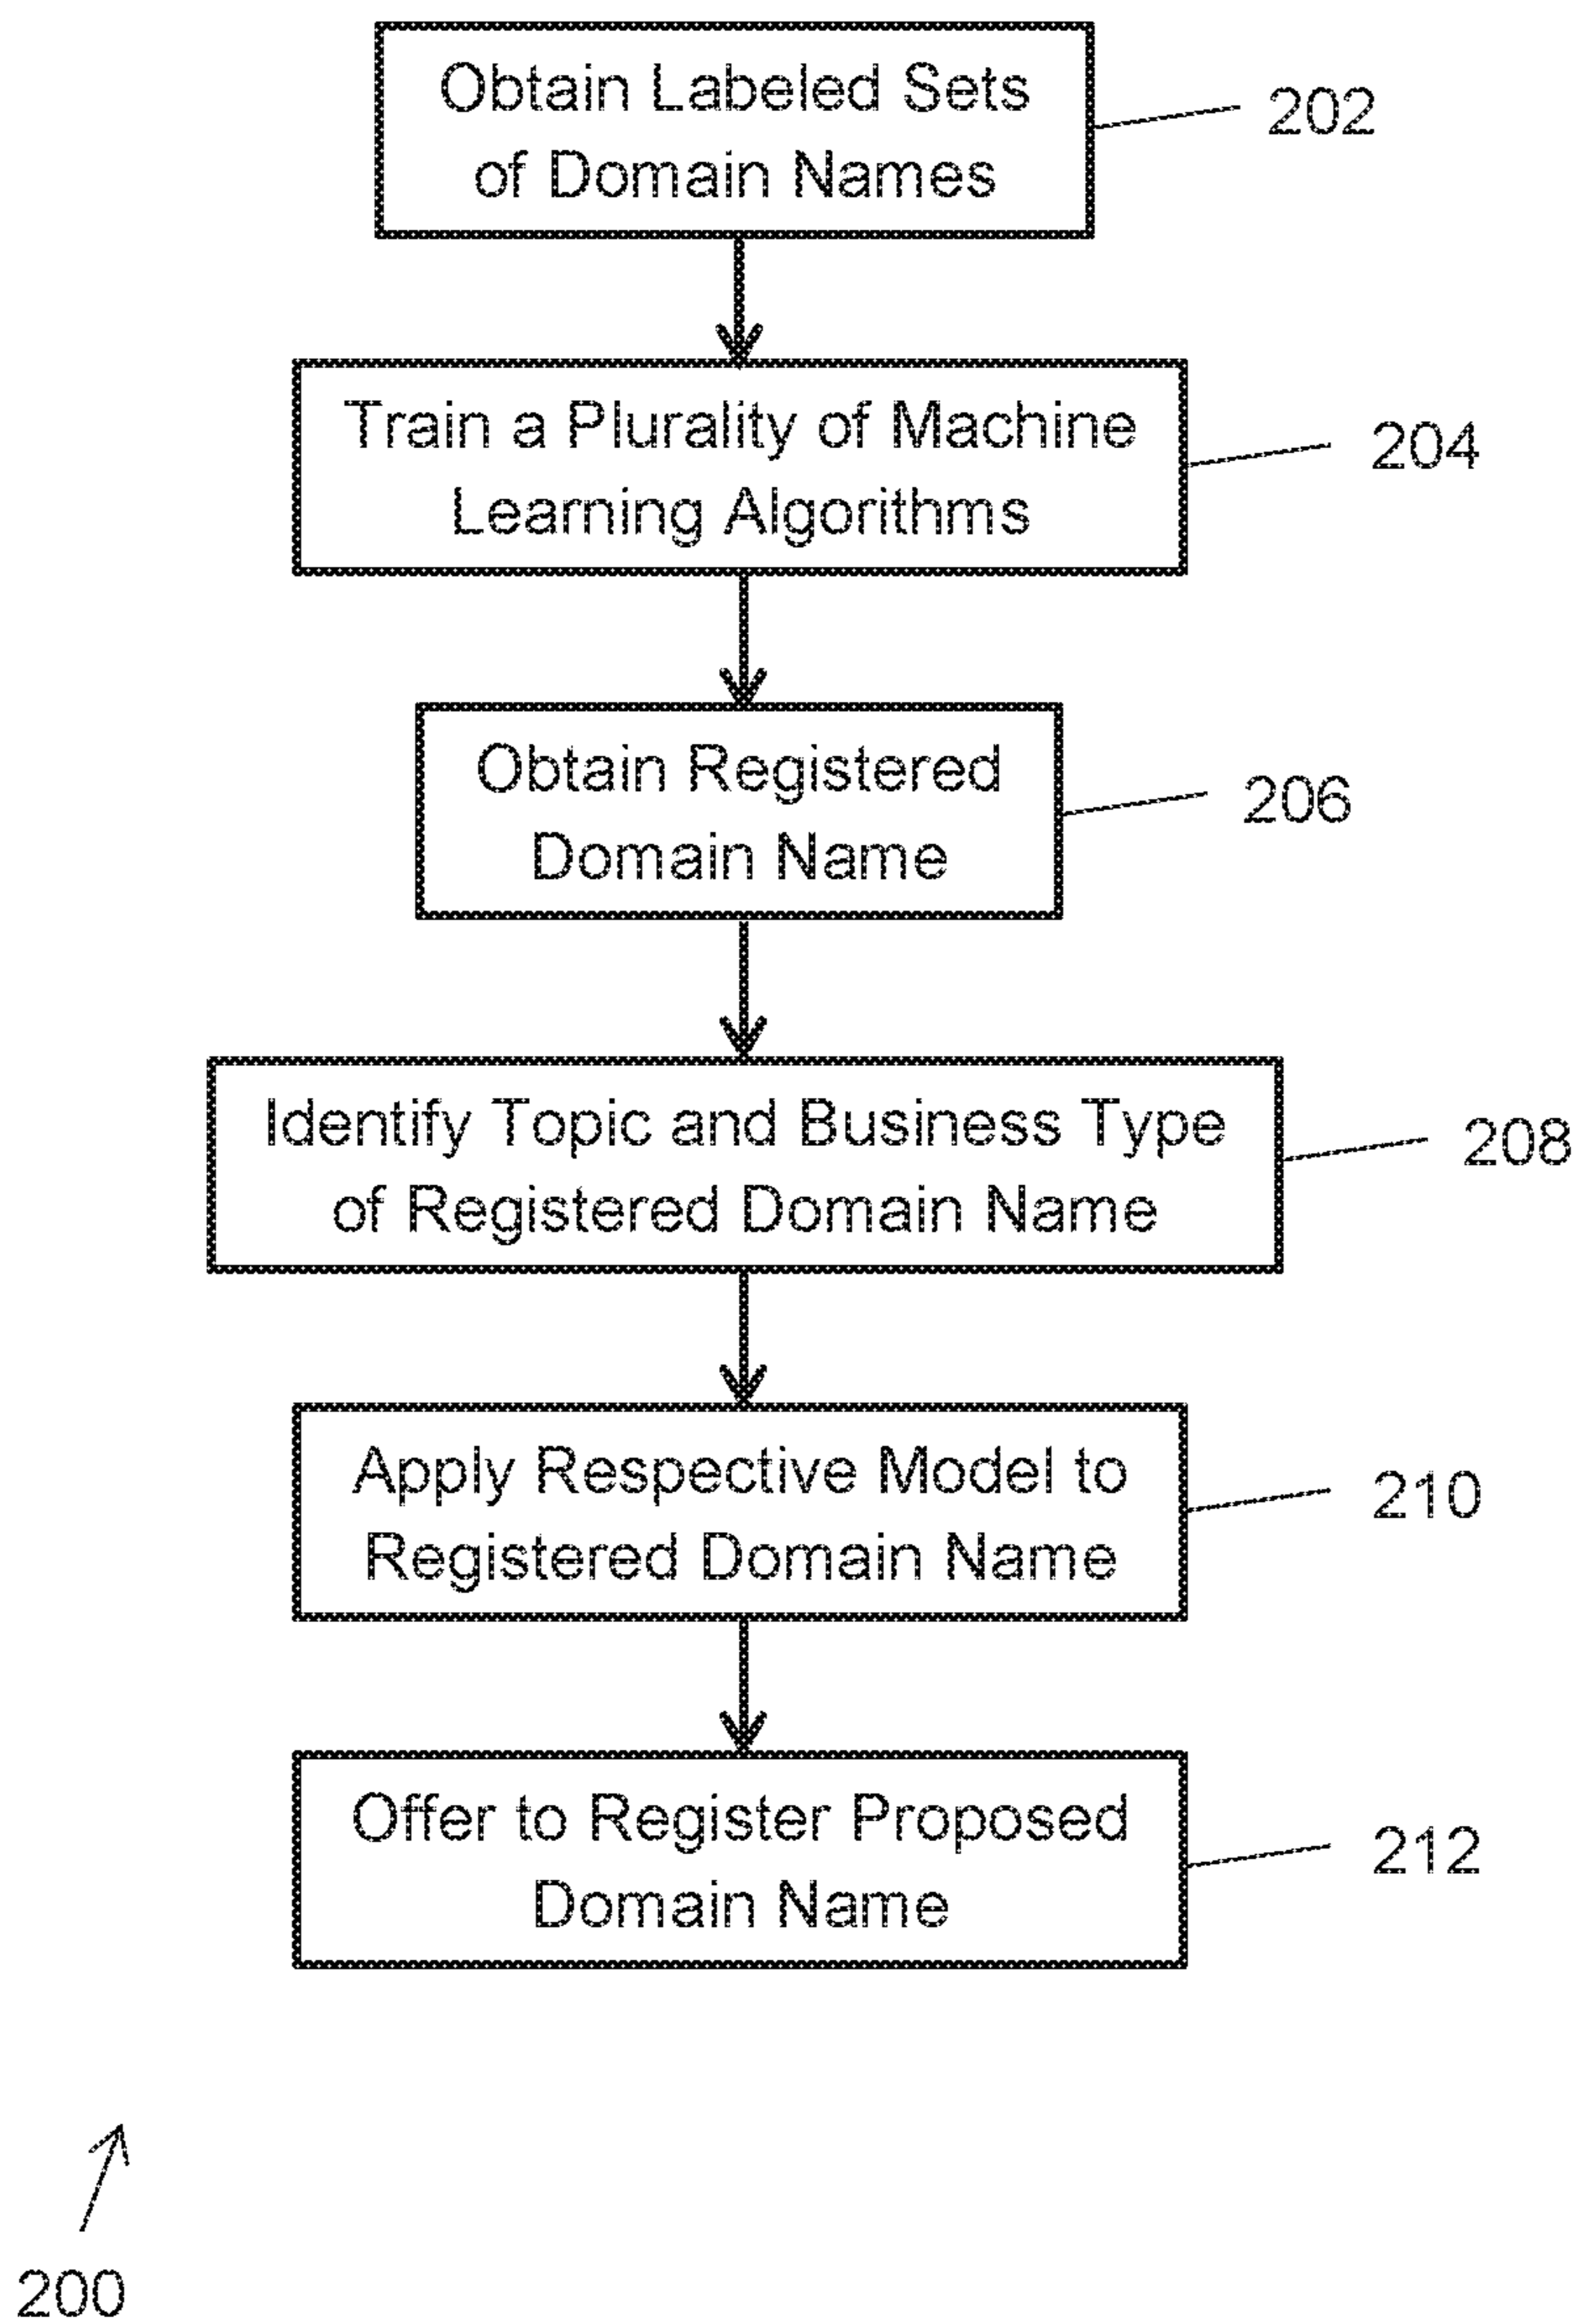 Obtain Labeled Sets
of Domain Names
202
Train a Plurality of Machine
Learning Algorithms
204
Obtain Registered
Domain Name
206
Identify Topic and Business Type
of Registered Domain Name
208
Apply Respective Model to
Registered Domain Name
210
Offer to Register Proposed
Domain Name
212
200